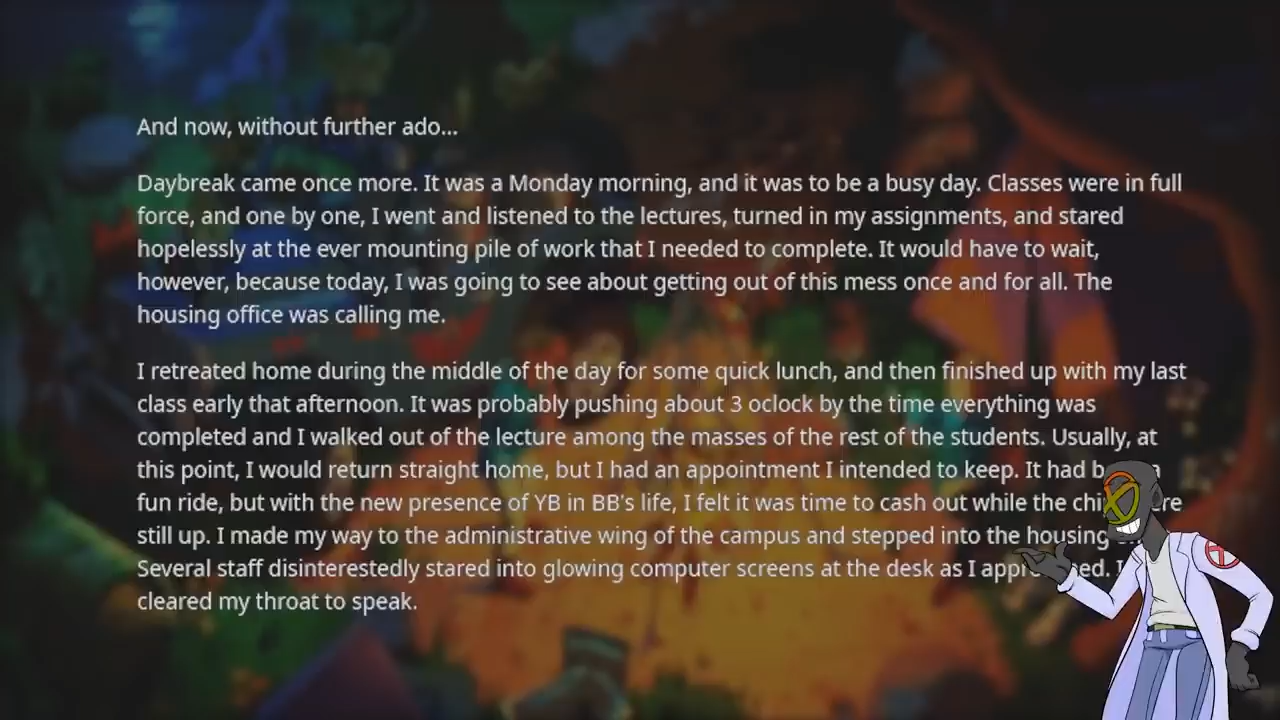 And now, without further ado...
Daybreak came once more. It was a Monday morning, and it was to be a busy day. Classes were in full
force, and one by one, I went and listened to the lectures, turned in my assignments, and stared
hopelessly at the ever mounting pile of work that I needed to complete. It would have to wait,
however, because today, I was going to see about getting out of this mess once and for all. The
housing office was calling me.
I retreated home during the middle of the day for some quick lunch, and then finished up with my last
class early that afternoon. It was probably pushing about 3 oclock by the time everything was
completed and I walked out of the lecture among the masses of the rest of the students. Usually, at
this point, I would return straight home, but I had an appointment I intended to keep. It had a
fun ride, but with the new presence of YB in BB's life, I felt it was time to cash out while the
still up. I made my way to the administrative wing of the campus and stepped into the housing
Several staff disinterestedly stared into glowing computer screens at the desk as I I
cleared my throat to speak.